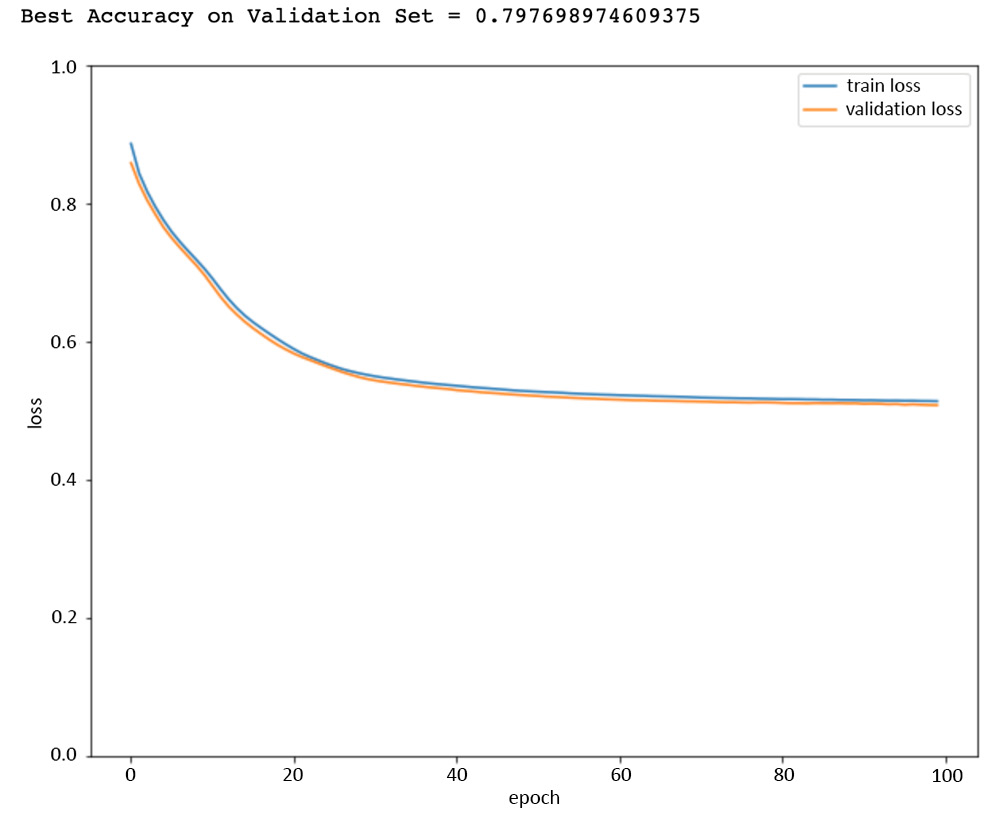 Best Accuracy on Validation Set = 0.797698974609375
1.0
train loss
validation loss
0.8
0.6
loss
0.4
0.2
0.0
0 20 40 60 80 100
epoch